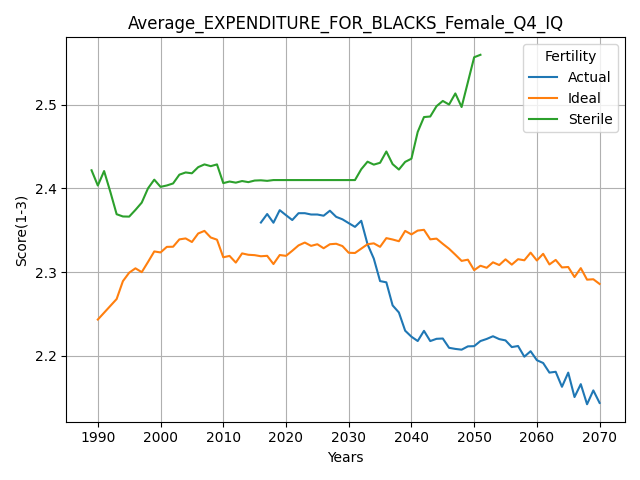 Average_EXPENDITURE_FOR_BLACKS_Female_Q4_IQ
Fertility
Actual
Ideal
Sterile
Score(1-3)
2.5
2.4
2.3
2.2
1990 2000 2010 2020 2030 2040 2050 2060 2070
Years